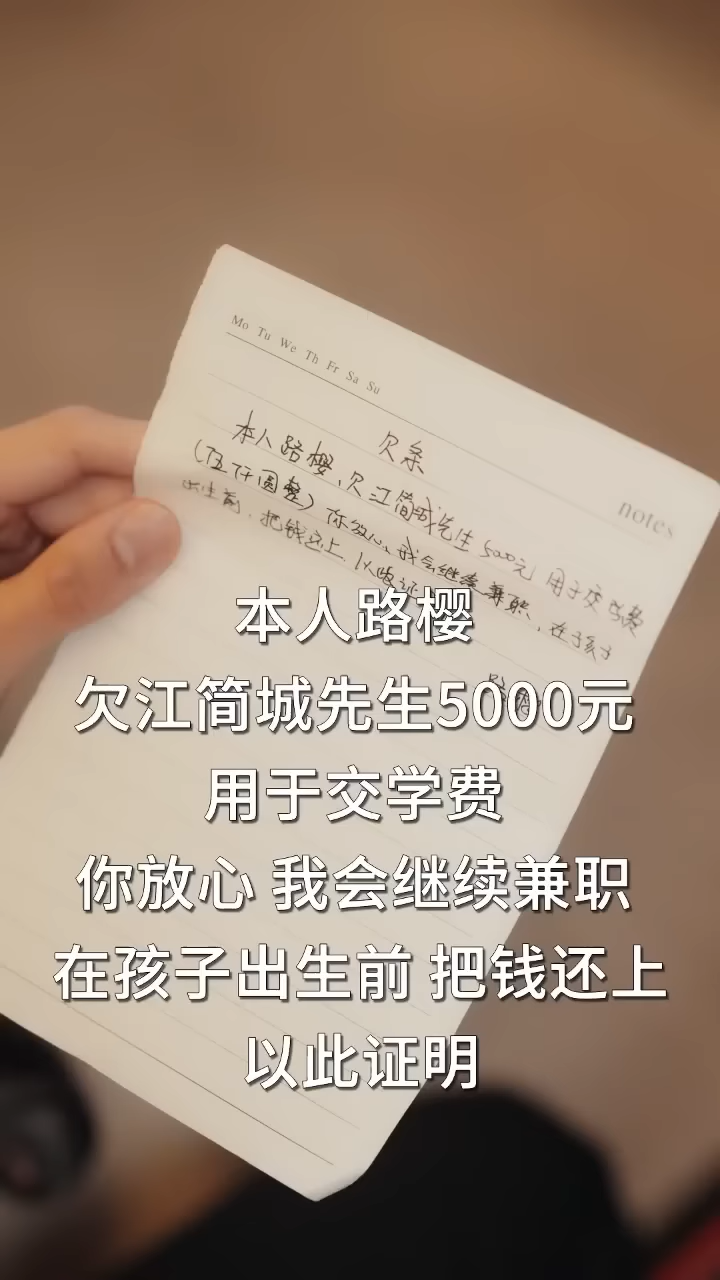 Mo Tu We Th Fr Sa Su
notes
欠条
本人路樱、欠江简城先生5000元 用于交学费
(伍仟圆整) 你放心,我会继续兼职,在孩子
出生前,把钱还上,以此证
本人路樱
欠江简城先生5000元
用于交学费
你放心 我会继续兼职
在孩子出生前 把钱还上
以此证明